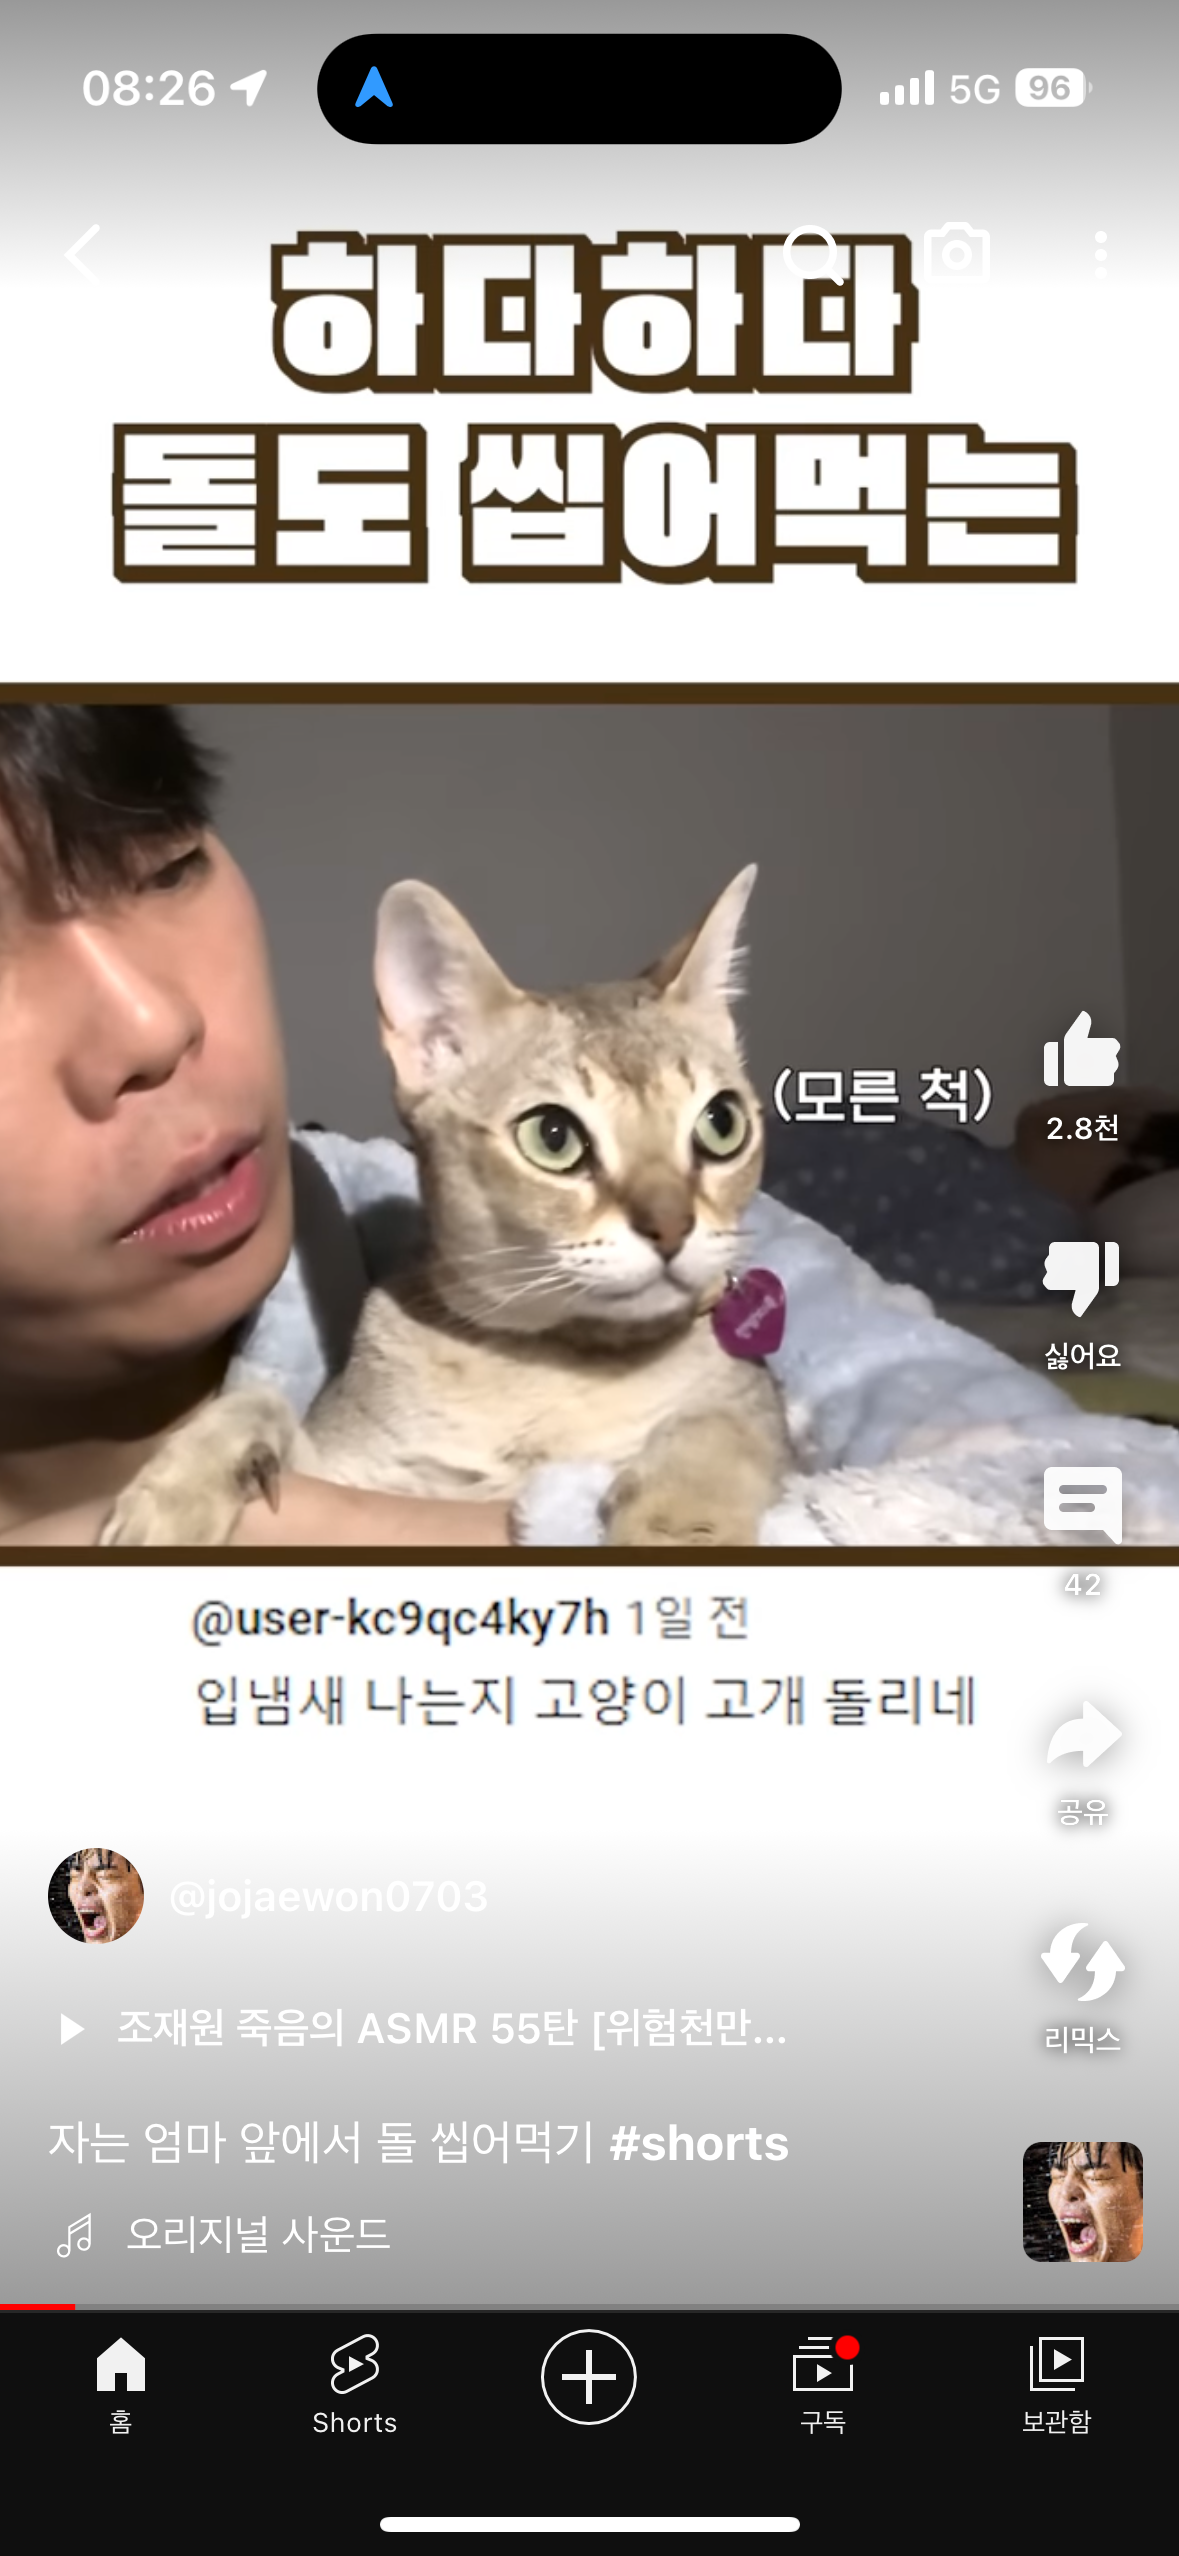 08:26
5G 96
하다하다
돌도 씹어먹는
(모른 척)
2.8천
싫어요
42
@user-kc9qc4ky7h 1일 전
입냄새 나는지 고양이 고개 돌리네
공유
@jojaewon0703
조재원 죽음의 ASMR 55탄 [위험천만...
리믹스
자는 엄마 앞에서 돌 씹어먹기 #shorts
오리지널 사운드
홈
Shorts
구독
보관함